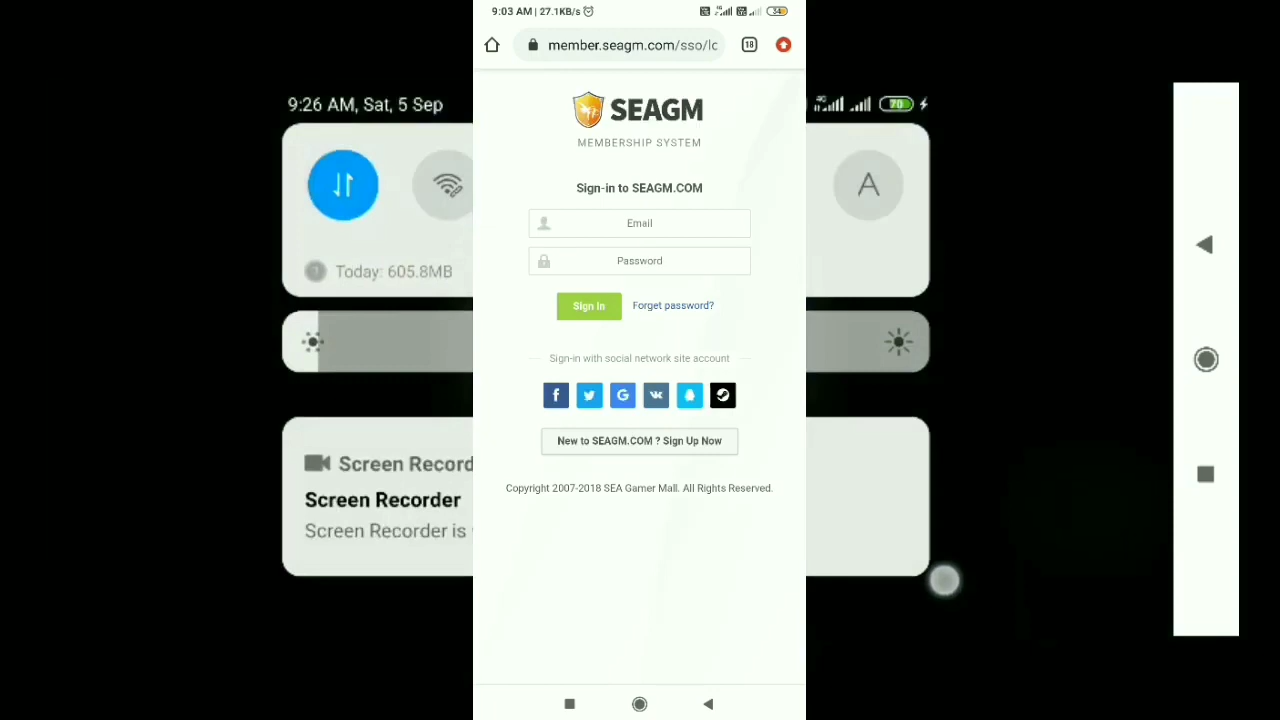 9:03 AM | 27.1KB/s
34
member.seagm.com/sso/lc
18
9:26 AM, Sat, 5 Sep
4G
70
SEAGM
MEMBERSHIP SYSTEM
Sign-in to SEAGM.COM
A
Email
Today: 605.8MB
Password
Sign In
Forget password?
Sign-in with social network site account
New to SEAGM.COM ? Sign Up Now
Screen Record
Screen Recorder
Screen Recorder is
Copyright 2007-2018 SEA Gamer Mall. All Rights Reserved.